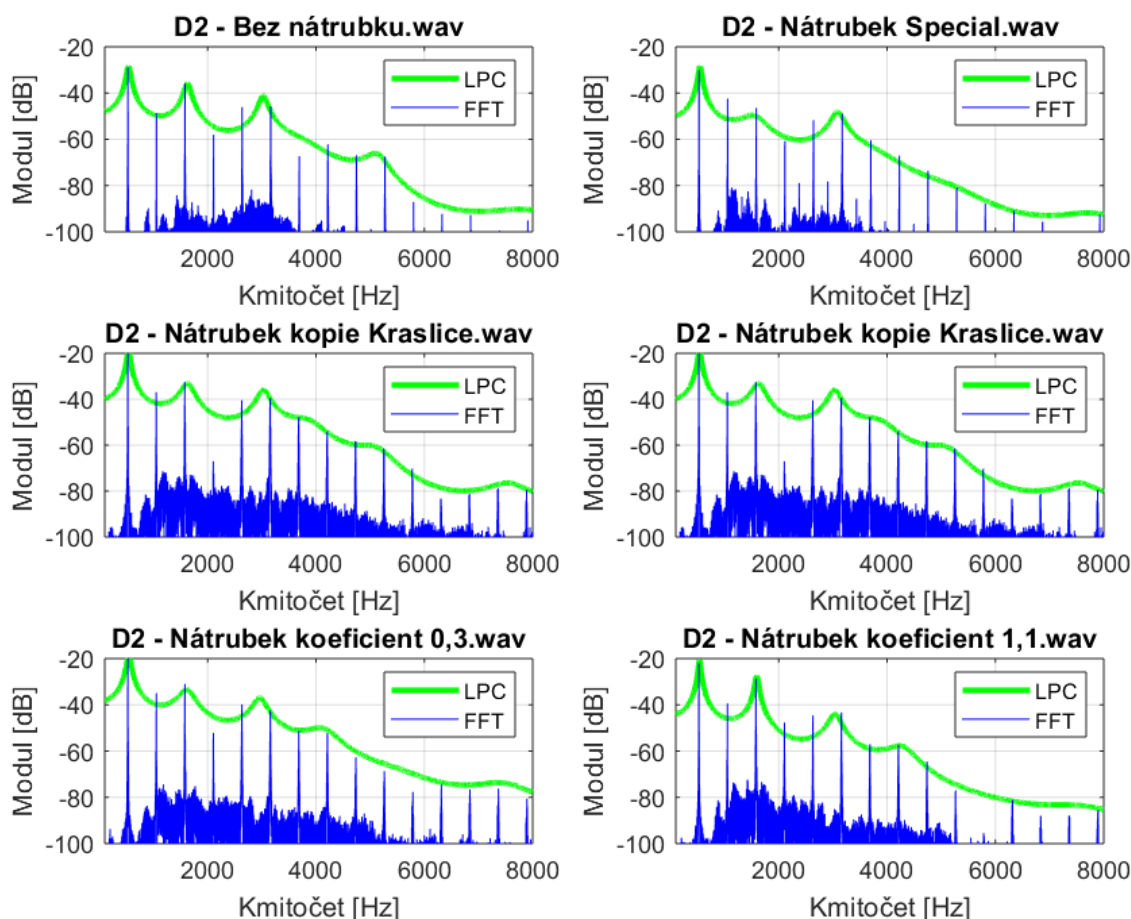 D2 - Bez nátrubku.wav
-20
-40
-60
-80
-100
Modul [dB]
LPC
FFT
2000 4000 6000 8000
Kmitočet [Hz]
D2 - Nátrubek Special.wav
-20
-40
-60
-80
-100
Modul [dB]
LPC
FFT
2000 4000 6000 8000
Kmitočet [Hz]
D2 - Nátrubek kopie Kraslice.wav
-20
-40
-60
-80
-100
Modul [dB]
LPC
FFT
2000 4000 6000 8000
Kmitočet [Hz]
D2 - Nátrubek kopie Kraslice.wav
-20
-40
-60
-80
-100
Modul [dB]
LPC
FFT
2000 4000 6000 8000
Kmitočet [Hz]
D2 - Nátrubek koeficient 0,3.wav
-20
-40
-60
-80
-100
Modul [dB]
LPC
FFT
2000 4000 6000 8000
Kmitočet [Hz]
D2 - Nátrubek koeficient 1,1.wav
-20
-40
-60
-80
-100
Modul [dB]
LPC
FFT
2000 4000 6000 8000
Kmitočet [Hz]